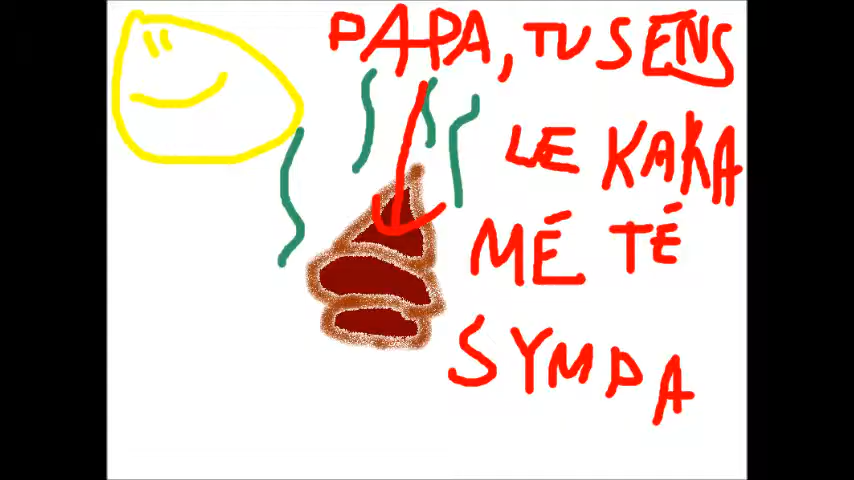 PAPA, TU SENS
LE KAKA
MÉ TÉ
SYMPA